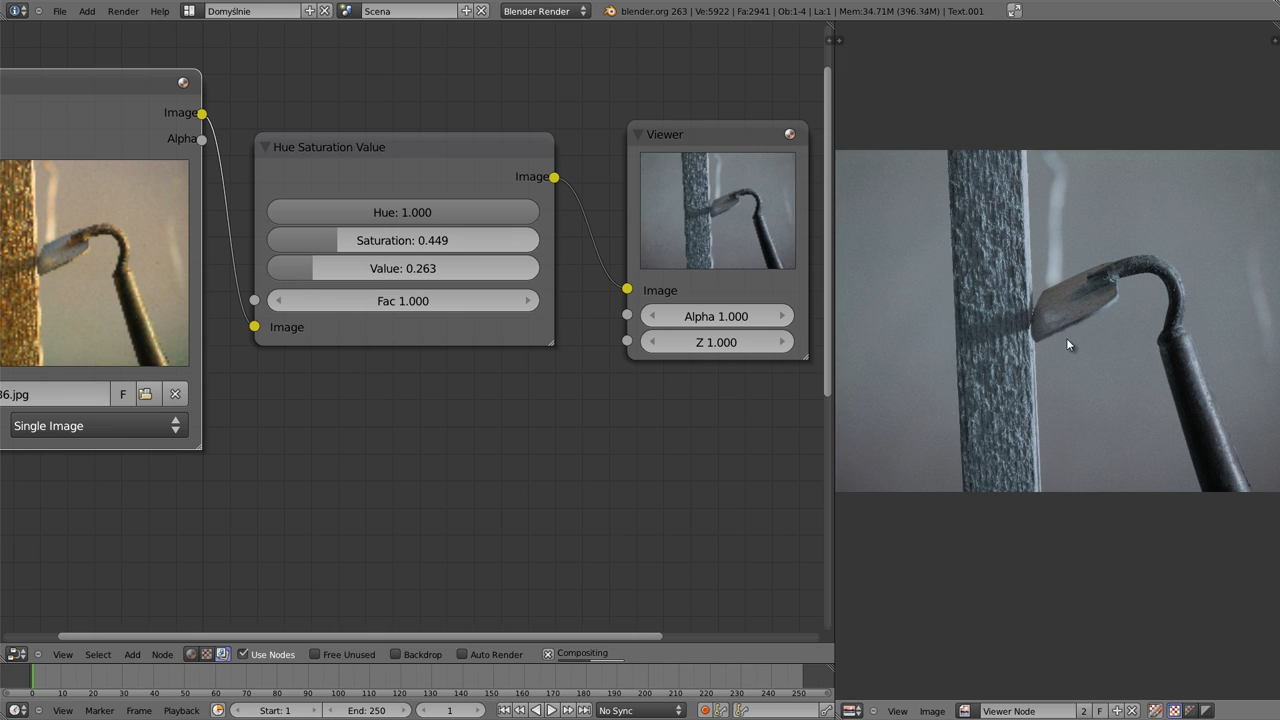 File Add Render Help Domyślnie Scena Blender Render blender.org 263 | Ve:5922 | Fa:2941 | Ob:1-4 | La:1 | Mem:34.71M (396.34M) | Text.001
Image
Alpha
36.jpg F
Single Image
Hue Saturation Value
Image
Hue: 1.000
Saturation: 0.449
Value: 0.263
Fac 1.000
Image
Viewer
Image
Alpha 1.000
Z 1.000
View Select Add Node Use Nodes Free Unused Backdrop Auto Render Compositing
0 10 20 30 40 50 60 70 80 90 100 110 120 130 140 150 160 170 180 190 200 210 220 230 240 250
View Marker Frame Playback Start: 1 End: 250 1 No Sync
View Image Viewer Node 2 F